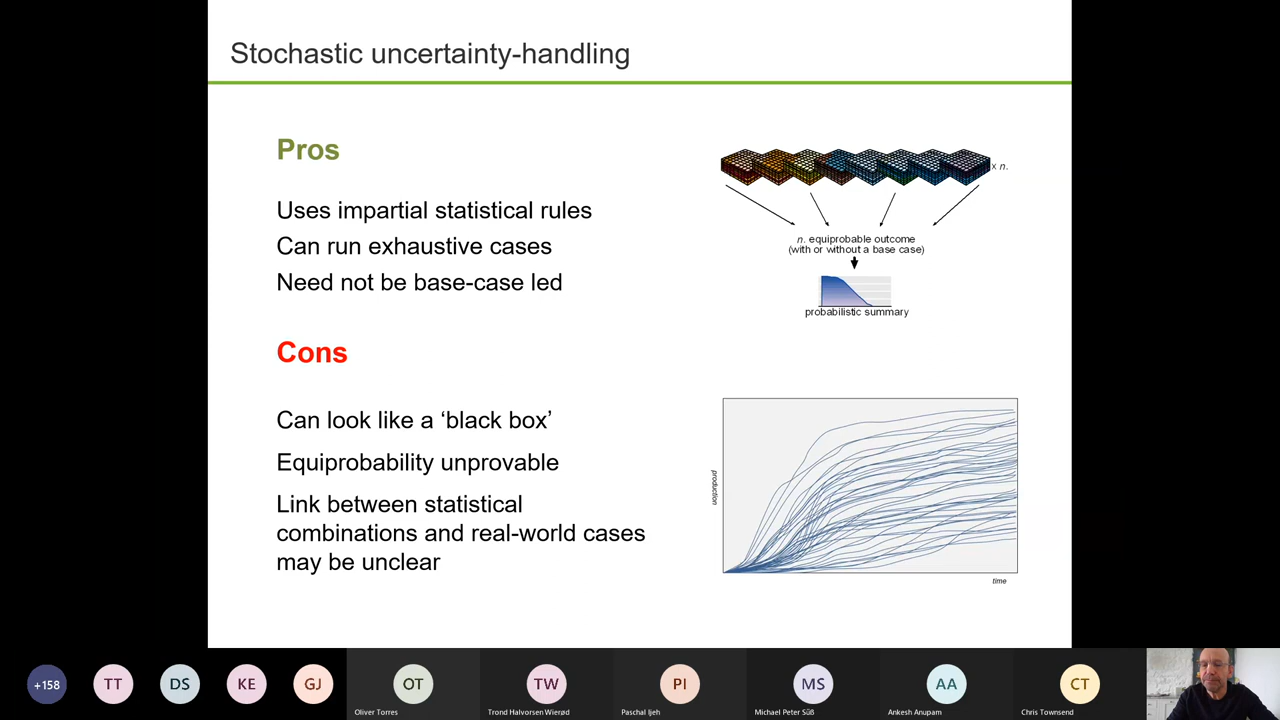 Stochastic uncertainty-handling
Pros
Uses impartial statistical rules
Can run exhaustive cases
Need not be base-case led
x n.
n. equiprobable outcome
(with or without a base case)
probabilistic summary
Cons
Can look like a ‘black box’
Equiprobability unprovable
Link between statistical
combinations and real-world cases
may be unclear
production
time
+158
TT
DS
KE
GJ
OT
Oliver Torres
TW
Trond Halvorsen Wierød
PI
Paschal Ijeh
MS
Michael Peter Süß
AA
Ankesh Anupam
CT
Chris Townsend